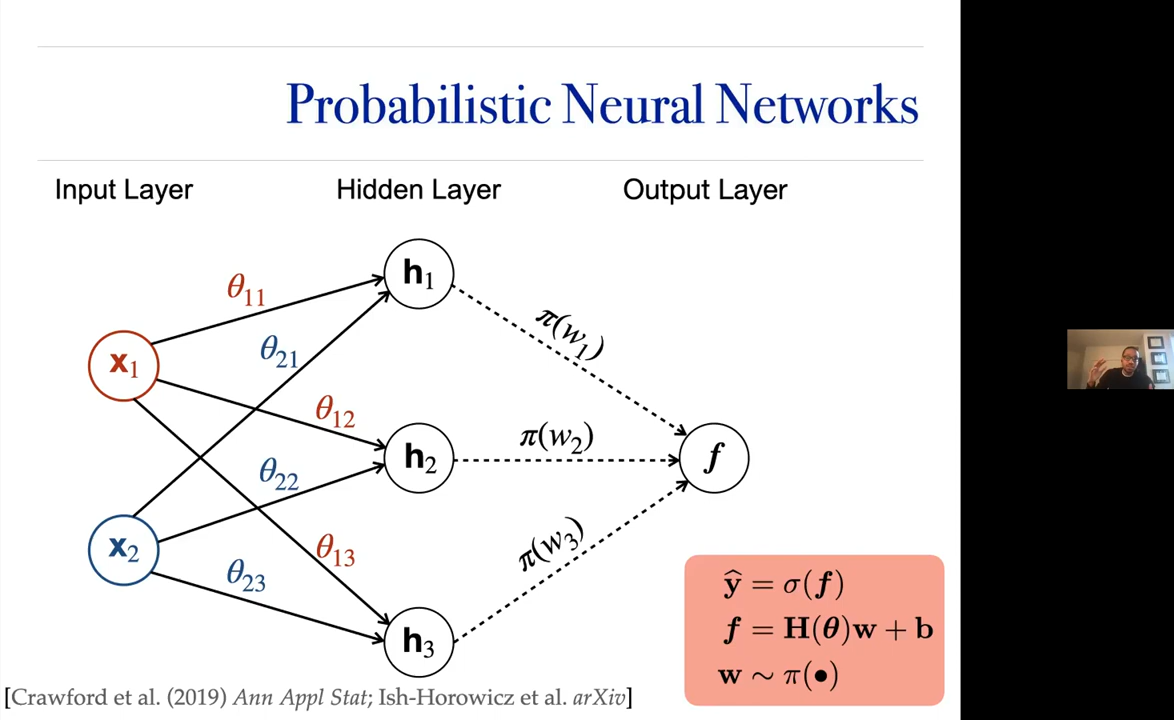 Probabilistic Neural Networks
Input Layer
Hidden Layer
Output Layer
h₁
θ₁₁
π(w₁)
θ₂₁
x₁
θ₁₂
π(w₂)
h₂
f
θ₂₂
π(w₃)
x₂
θ₁₃
θ₂₃
h₃
ŷ = σ(f)
f = H(θ)w + b
w ~ π(•)
[Crawford et al. (2019) Ann Appl Stat; Ish-Horowicz et al. arXiv]